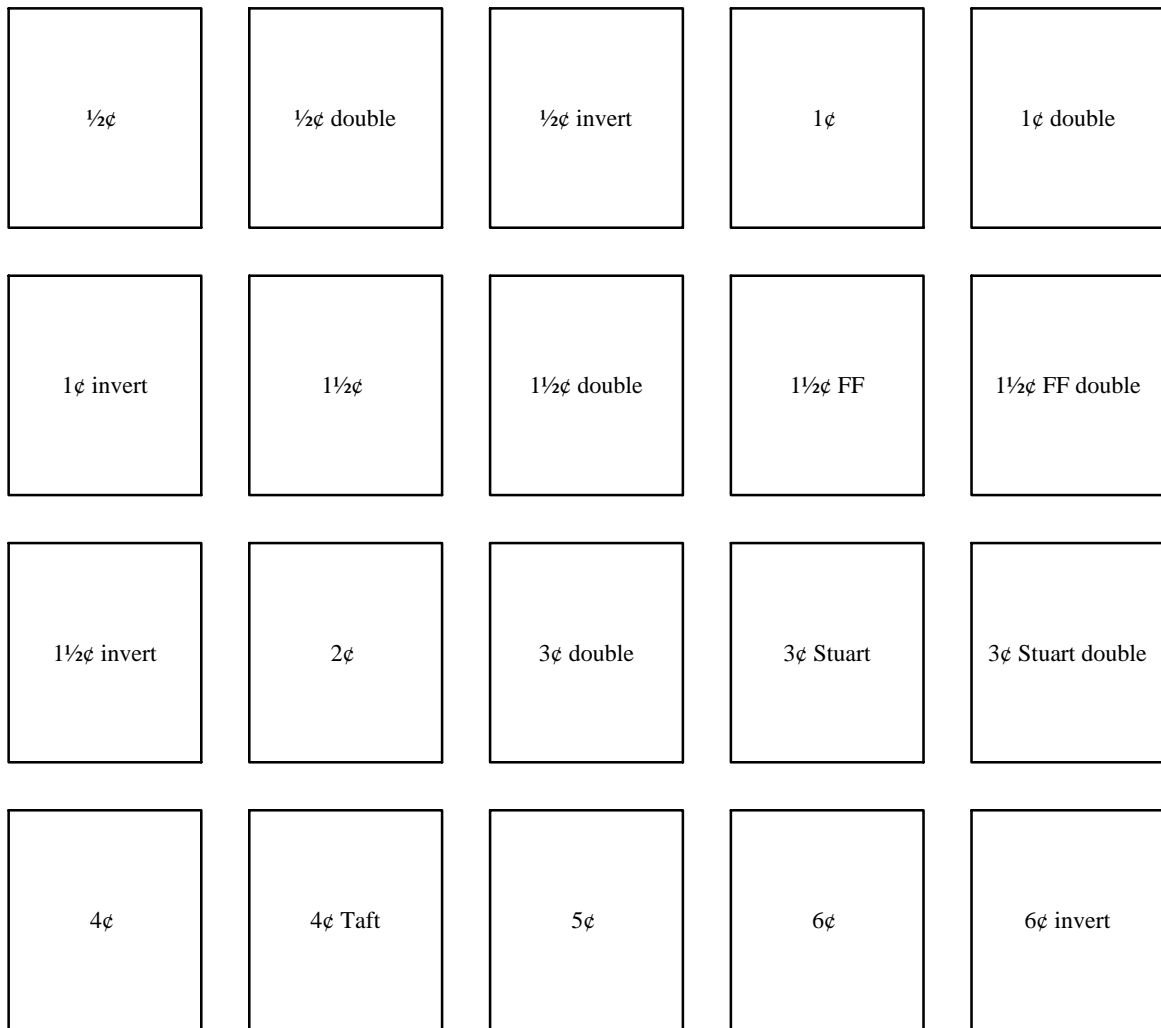 ½¢
½¢ double
½¢ invert
1¢
1¢ double
1¢ invert
1½¢
1½¢ double
1½¢ FF
1½¢ FF double
1½¢ invert
2¢
3¢ double
3¢ Stuart
3¢ Stuart double
4¢
4¢ Taft
5¢
6¢
6¢ invert